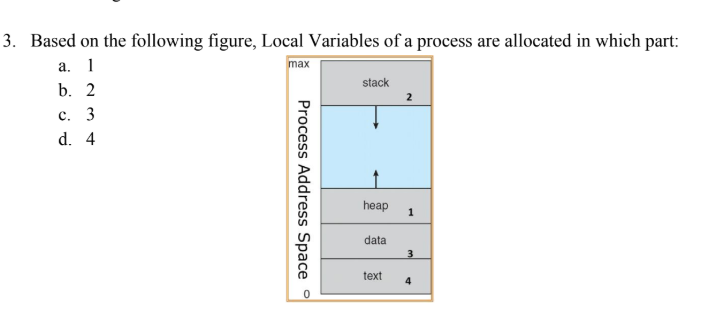 3. Based on the following figure, Local Variables of a process are allocated in which part:
a. 1
b. 2
c. 3
d. 4
max
stack
2
Process Address Space
heap
1
data
3
text
4
0